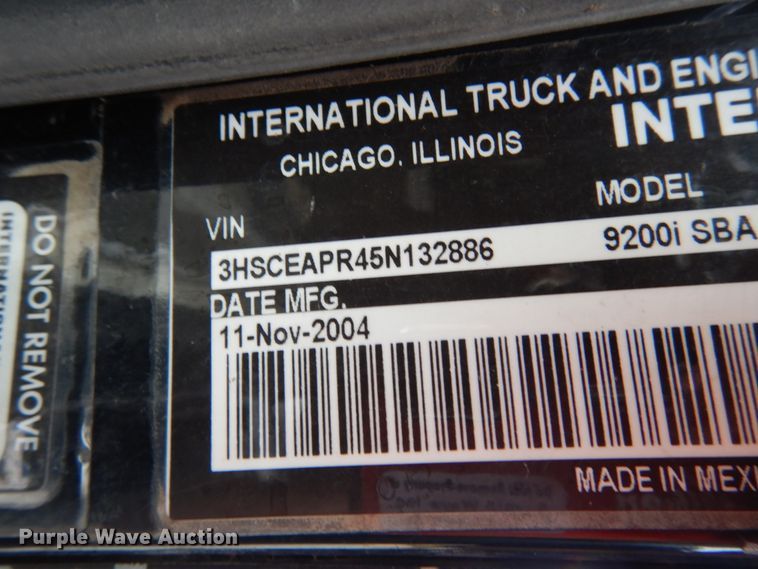 INTERNATIONAL TRUCK AND ENGI
INTE
CHICAGO, ILLINOIS
MODEL
VIN
9200i SBA
3HSCEAPR45N132886
DATE MFG.
11-Nov-2004
MADE IN MEXI
DO NOT REMOVE
Purple Wave Auction